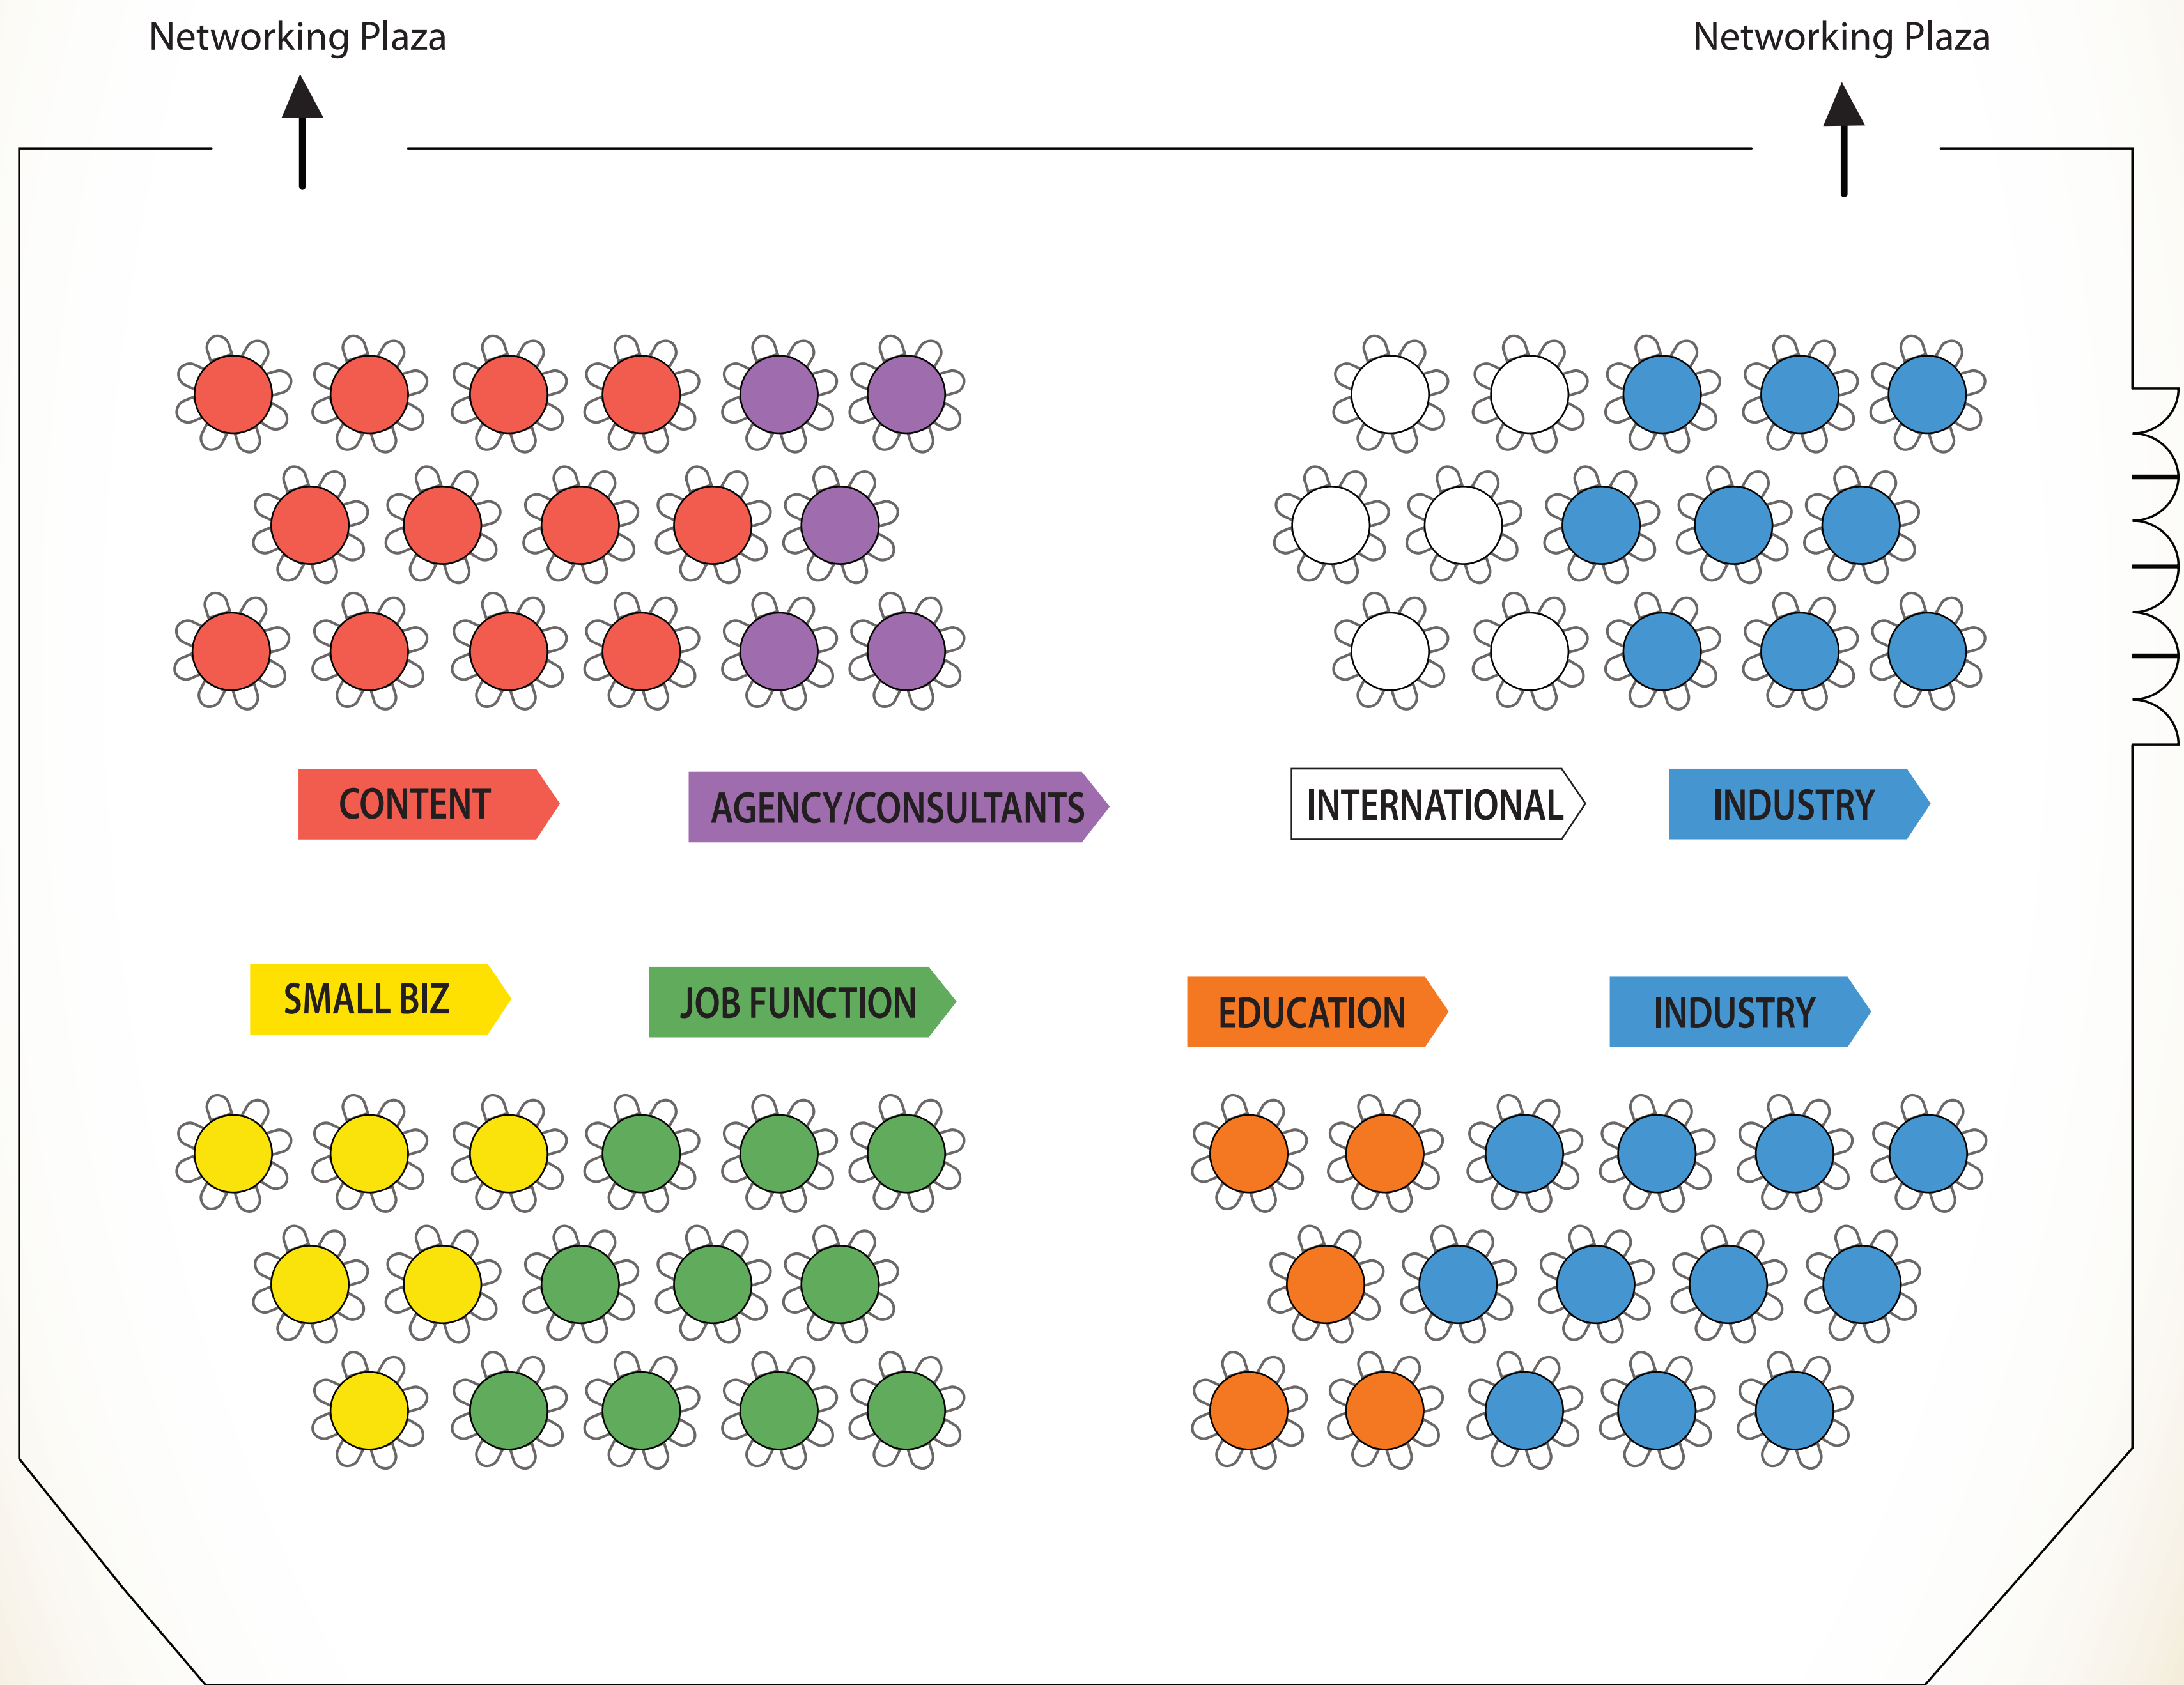 Networking Plaza
Networking Plaza
CONTENT
AGENCY/CONSULTANTS
INTERNATIONAL
INDUSTRY
SMALL BIZ
JOB FUNCTION
EDUCATION
INDUSTRY